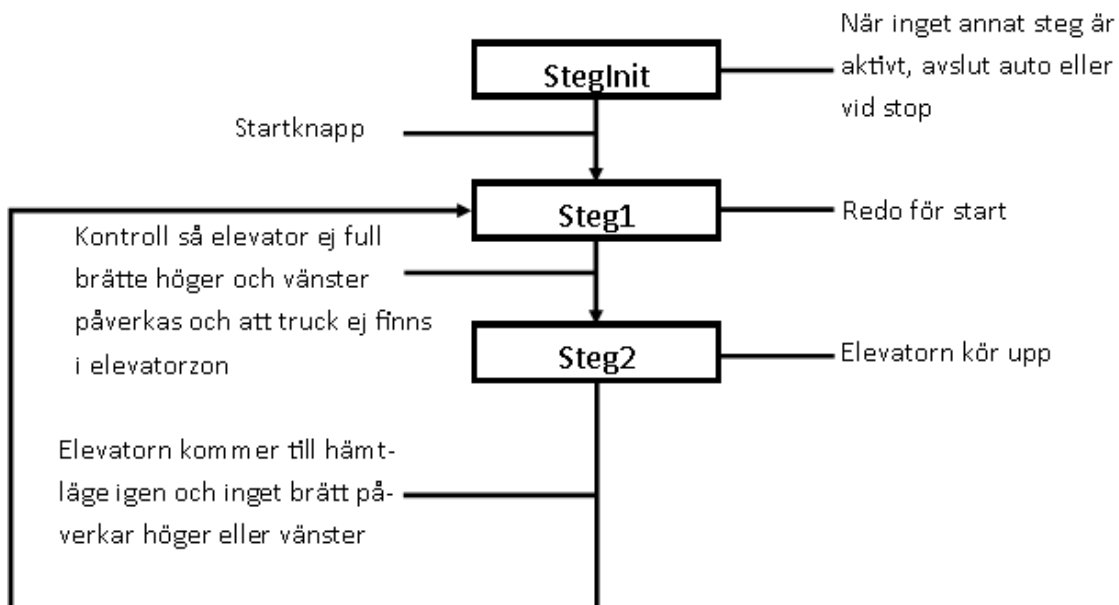 När inget annat steg är
aktivt, avslut auto eller
vid stop
StegInit
Startknapp
Steg1
Redo för start
Kontroll så elevator ej full
brätte höger och vänster
påverkas och att truck ej finns
i elevatorzon
Steg2
Elevatorn kör upp
Elevatorn kommer till hämt-
läge igen och inget brätt på-
verkar höger eller vänster